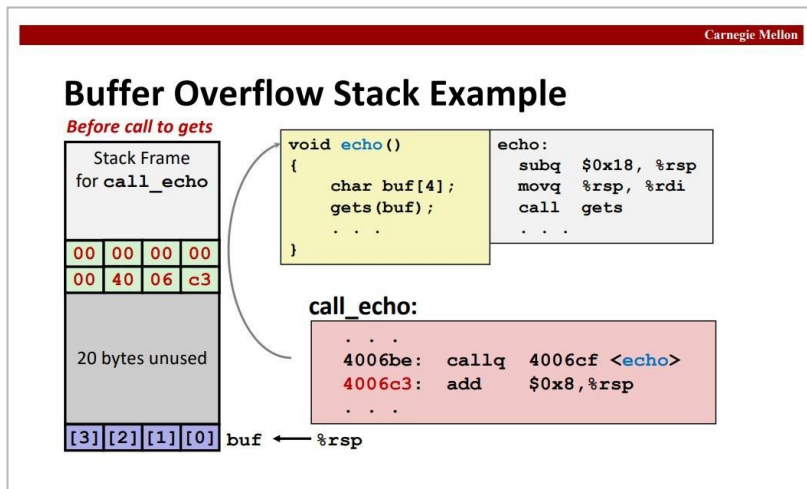 Carnegie Mellon
Buffer Overflow Stack Example
Before call to gets
Stack Frame
for call_echo
00 00 00 00
00 40 06 c3
20 bytes unused
[3] [2] [1] [0] buf ← %rsp
void echo()
{
    char buf[4];
    gets(buf);
    . . .
}
echo:
  subq  $0x18, %rsp
  movq  %rsp, %rdi
  call  gets
  . . .
call_echo:
. . .
4006be:  callq  4006cf <echo>
4006c3:  add    $0x8,%rsp
. . .